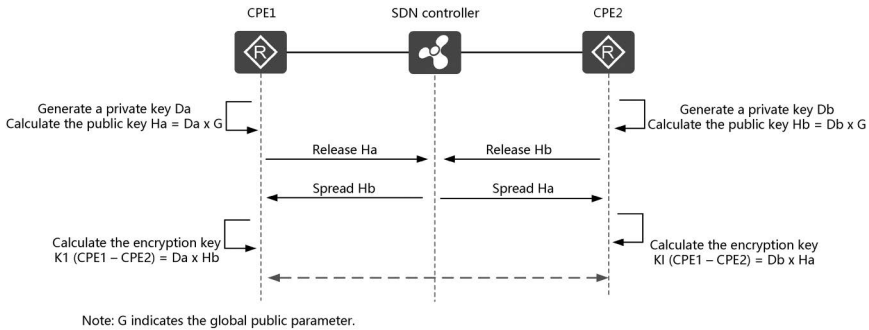 CPE1
SDN controller
CPE2
R
R
Generate a private key Da
Calculate the public key Ha = Da x G
Generate a private key Db
Calculate the public key Hb = Db x G
Release Ha
Release Hb
Spread Hb
Spread Ha
Calculate the encryption key
K1 (CPE1 – CPE2) = Da x Hb
Calculate the encryption key
KI (CPE1 – CPE2) = Db x Ha
Note: G indicates the global public parameter.